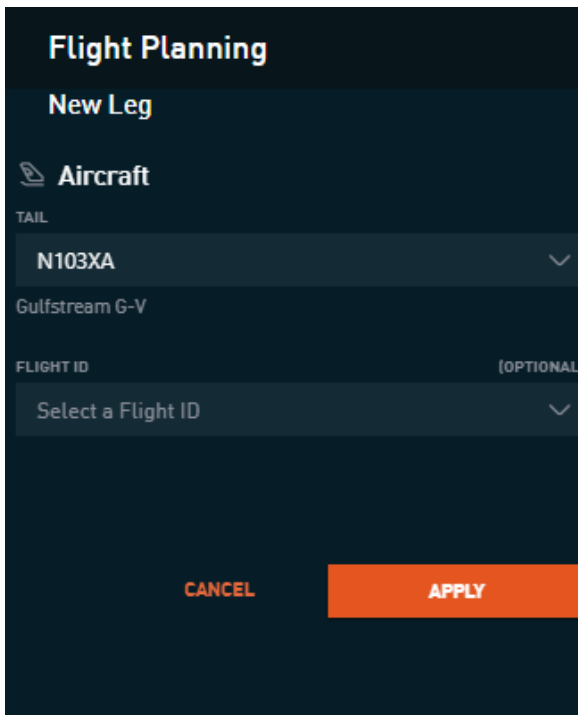 Flight Planning
New Leg
Aircraft
TAIL
N103XA
Gulfstream G-V
FLIGHT ID (OPTIONAL
Select a Flight ID
CANCEL APPLY